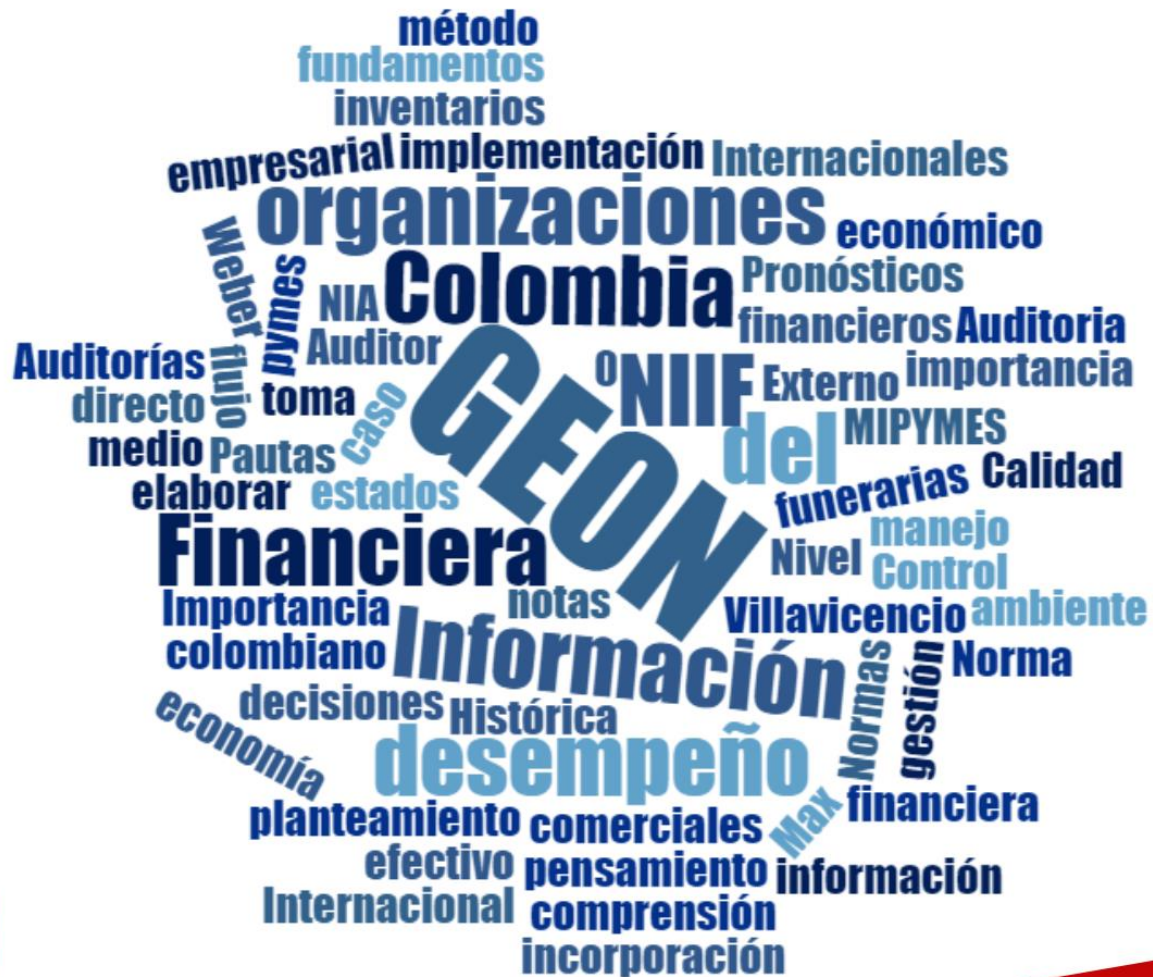 método
fundamentos
inventarios
empresarial implementación Internacionales
organizaciones económico
Weber pymes NIA Colombia Pronósticos
Auditor financieros Auditoria
Auditorías flujo toma 0 NIIF Externo importancia
directo caso GEON del MIPYMES
medio Pautas funerarias Calidad
elaborar estados manejo
Financiera Nivel Control
Importancia notas Villavicencio ambiente
colombiano Información Normas gestión Norma
economía decisiones Histórica
desempeño Max financiera
planteamiento comerciales
efectivo pensamiento información
Internacional comprensión
incorporación